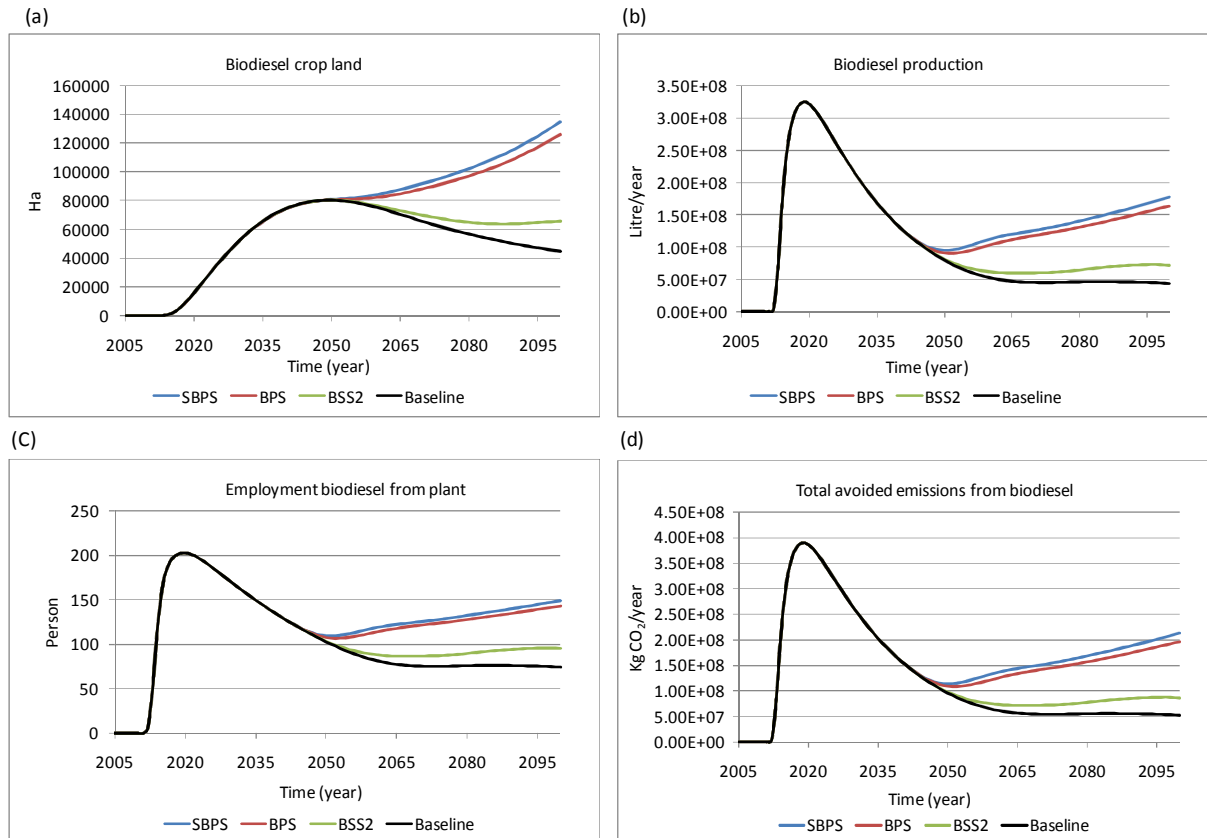 (a)
Biodiesel crop land
160000
140000
120000
100000
80000
60000
40000
20000
0
Ha
2005 2020 2035 2050 2065 2080 2095
Time (year)
SBPS BPS BSS2 Baseline
(b)
Biodiesel production
3.50E+08
3.00E+08
2.50E+08
2.00E+08
1.50E+08
1.00E+08
5.00E+07
0.00E+00
Litre/year
2005 2020 2035 2050 2065 2080 2095
Time (year)
SBPS BPS BSS2 Baseline
(C)
Employment biodiesel from plant
250
200
150
100
50
0
Person
2005 2020 2035 2050 2065 2080 2095
Time (year)
SBPS BPS BSS2 Baseline
(d)
Total avoided emissions from biodiesel
4.50E+08
4.00E+08
3.50E+08
3.00E+08
2.50E+08
2.00E+08
1.50E+08
1.00E+08
5.00E+07
0.00E+00
Kg CO₂/year
2005 2020 2035 2050 2065 2080 2095
Time (year)
SBPS BPS BSS2 Baseline